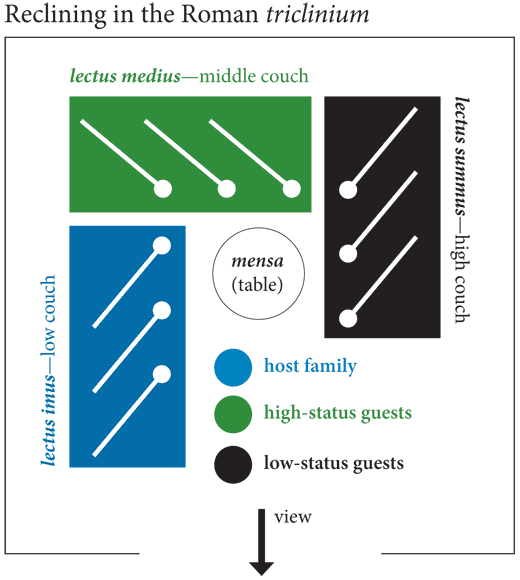 Reclining in the Roman triclinium
lectus medius—middle couch
lectus summus—high couch
mensa
(table)
lectus imus—low couch
host family
high-status guests
low-status guests
view